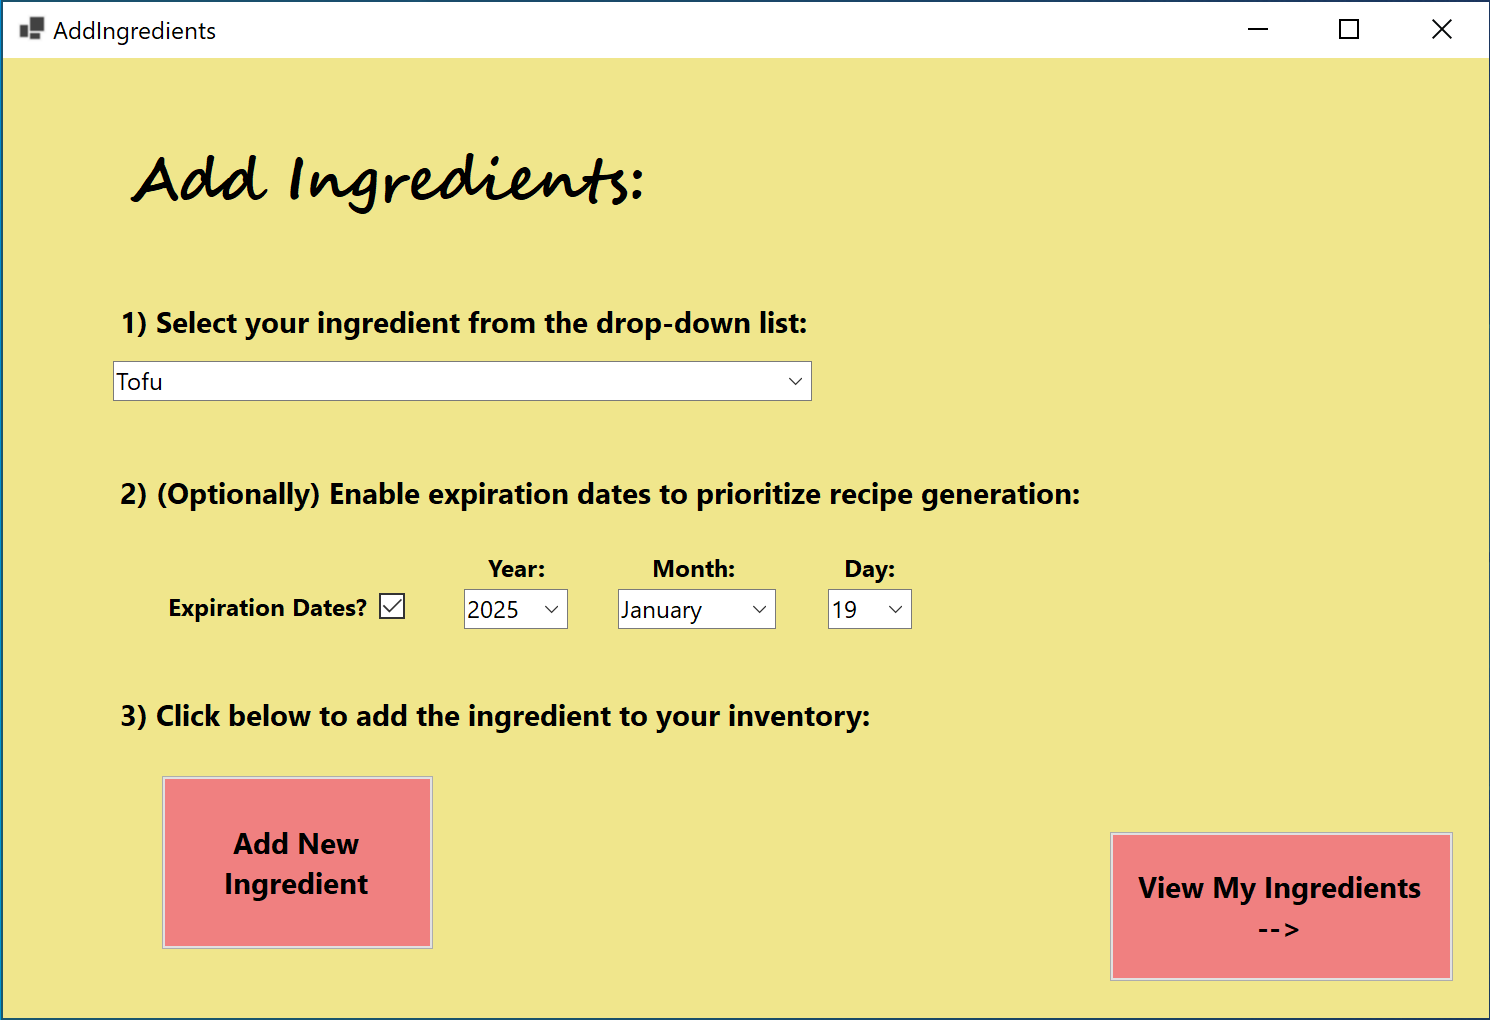 AddIngredients
Add Ingredients:
1) Select your ingredient from the drop-down list:
Tofu
2) (Optionally) Enable expiration dates to prioritize recipe generation:
Year: Month: Day:
Expiration Dates? 2025 January 19
3) Click below to add the ingredient to your inventory:
Add New
Ingredient
View My Ingredients
-->